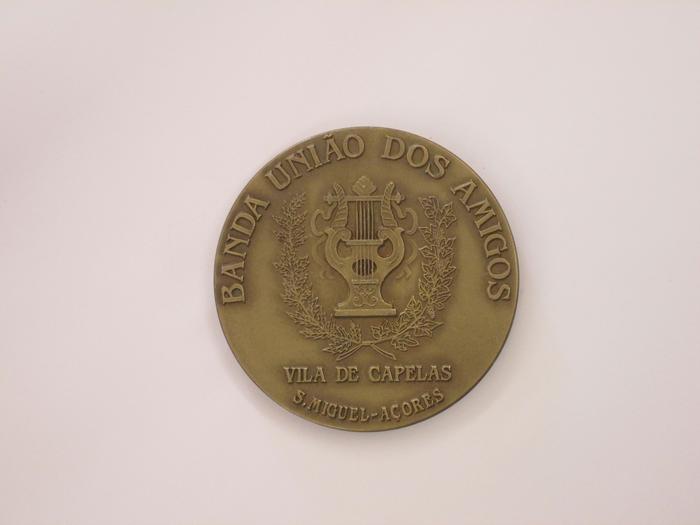 BANDA UNIÃO DOS AMIGOS
VILA DE CAPELAS
S. MIGUEL-AÇORES